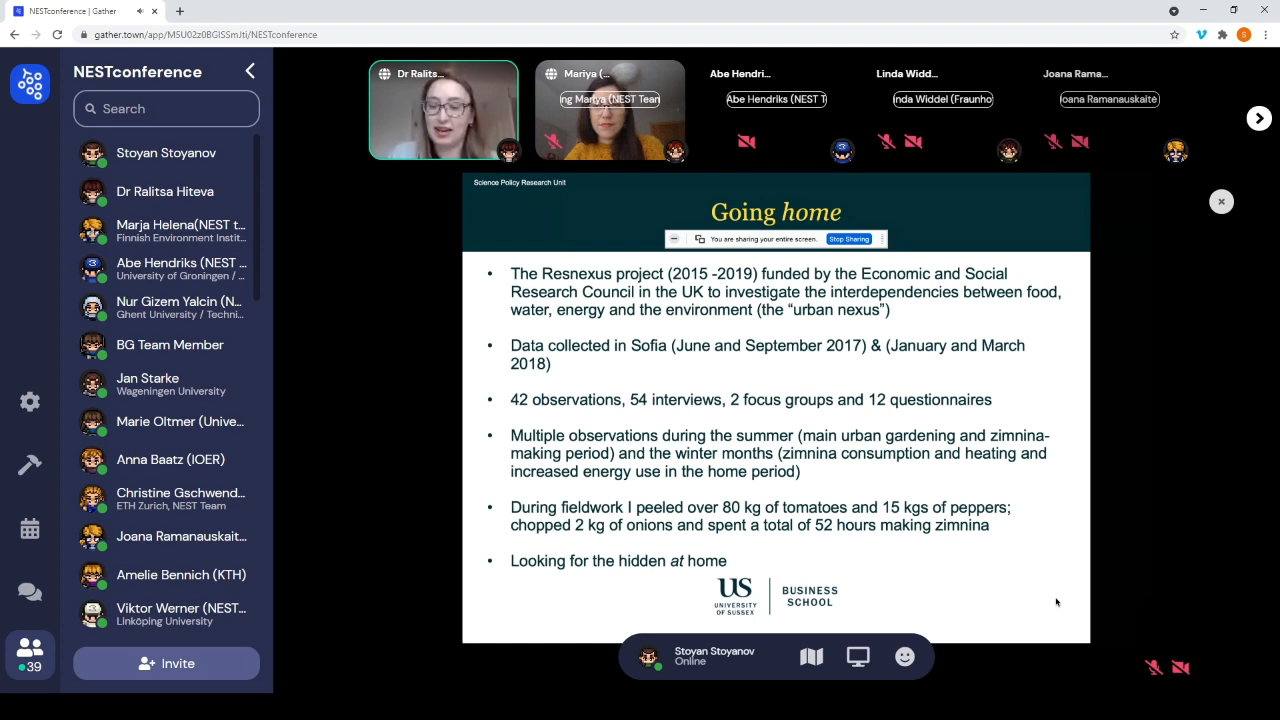 NESTconference | Gather
gather.town/app/M5U02z0BGlSSmJti/NESTconference
S
NESTconference
Search
Stoyan Stoyanov
Dr Ralitsa Hiteva
Marja Helena(NEST t...
Finnish Environment Instit...
Abe Hendriks (NEST ...
University of Groningen / ...
Nur Gizem Yalcin (N...
Ghent University / Techni...
BG Team Member
Jan Starke
Wageningen University
Marie Oltmer (Unive...
Anna Baatz (IOER)
Christine Gschwend...
ETH Zurich, NEST Team
Joana Ramanauskait...
Amelie Bennich (KTH)
Viktor Werner (NEST...
Linköping University
39
Invite
Dr Ralits...
Mariya (...
ng Mariya (NEST Tean
Abe Hendri...
Abe Hendriks (NEST T
Linda Widd...
nda Widdel (Fraunho
Joana Rama...
Joana Ramanauskaitė
Science Policy Research Unit
Going home
You are sharing your entire screen.
Stop Sharing
• The Resnexus project (2015 -2019) funded by the Economic and Social
Research Council in the UK to investigate the interdependencies between food,
water, energy and the environment (the “urban nexus”)
• Data collected in Sofia (June and September 2017) & (January and March
2018)
• 42 observations, 54 interviews, 2 focus groups and 12 questionnaires
• Multiple observations during the summer (main urban gardening and zimnina-
making period) and the winter months (zimnina consumption and heating and
increased energy use in the home period)
• During fieldwork I peeled over 80 kg of tomatoes and 15 kgs of peppers;
chopped 2 kg of onions and spent a total of 52 hours making zimnina
• Looking for the hidden at home
US
UNIVERSITY
OF SUSSEX
BUSINESS
SCHOOL
Stoyan Stoyanov
Online